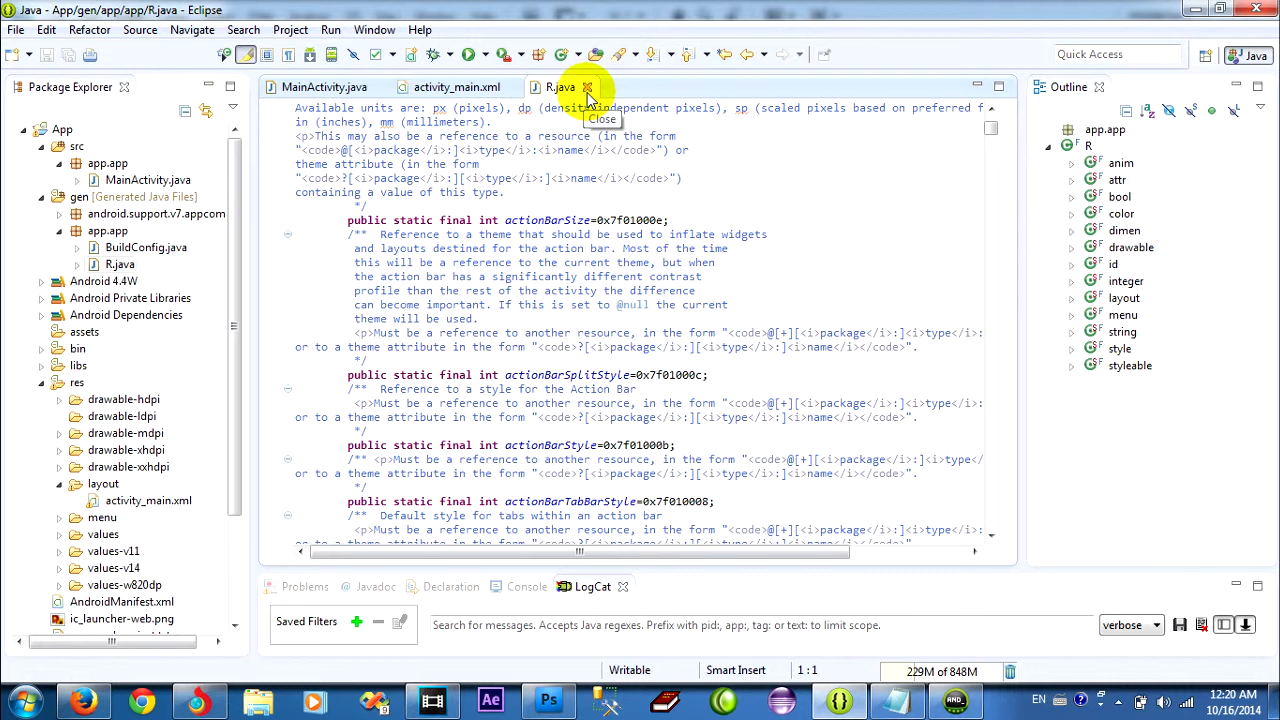 Java - App/gen/app/app/R.java - Eclipse
File Edit Refactor Source Navigate Search Project Run Window Help
Quick Access
Java
Package Explorer
MainActivity.java
activity_main.xml
R.java
Close
Outline
App
src
app.app
MainActivity.java
gen [Generated Java Files]
android.support.v7.appcom
app.app
BuildConfig.java
R.java
Android 4.4W
Android Private Libraries
Android Dependencies
assets
bin
libs
res
drawable-hdpi
drawable-ldpi
drawable-mdpi
drawable-xhdpi
drawable-xxhdpi
layout
activity_main.xml
menu
values
values-v11
values-v14
values-w820dp
AndroidManifest.xml
ic_launcher-web.png
Available units are: px (pixels), dp (density-independent pixels), sp (scaled pixels based on preferred f
in (inches), mm (millimeters).
<p>This may also be a reference to a resource (in the form
"<code>@[<i>package</i>:]<i>type</i>:<i>name</i></code>") or
theme attribute (in the form
"<code>?[<i>package</i>:][<i>type</i>:]<i>name</i></code>")
containing a value of this type.
*/
public static final int actionBarSize=0x7f01000e;
/** Reference to a theme that should be used to inflate widgets
and layouts destined for the action bar. Most of the time
this will be a reference to the current theme, but when
the action bar has a significantly different contrast
profile than the rest of the activity the difference
can become important. If this is set to @null the current
theme will be used.
<p>Must be a reference to another resource, in the form "<code>@[+][<i>package</i>:]<i>type</i>:
or to a theme attribute in the form "<code>?[<i>package</i>:][<i>type</i>:]<i>name</i></code>".
*/
public static final int actionBarSplitStyle=0x7f01000c;
/** Reference to a style for the Action Bar
<p>Must be a reference to another resource, in the form "<code>@[+][<i>package</i>:]<i>type</i>:
or to a theme attribute in the form "<code>?[<i>package</i>:][<i>type</i>:]<i>name</i></code>".
*/
public static final int actionBarStyle=0x7f01000b;
/** <p>Must be a reference to another resource, in the form "<code>@[+][<i>package</i>:]<i>type</i>
or to a theme attribute in the form "<code>?[<i>package</i>:][<i>type</i>:]<i>name</i></code>".
*/
public static final int actionBarTabBarStyle=0x7f010008;
/** Default style for tabs within an action bar
<p>Must be a reference to another resource, in the form "<code>@[+][<i>package</i>:]<i>type</i>:
or to a theme attribute in the form "<code>?[<i>package</i>:][<i>type</i>:]<i>name</i></code>".
app.app
R
anim
attr
bool
color
dimen
drawable
id
integer
layout
menu
string
style
styleable
Problems
Javadoc
Declaration
Console
LogCat
Saved Filters
Search for messages. Accepts Java regexes. Prefix with pid:, app:, tag: or text: to limit scope.
verbose
Writable
Smart Insert
1 : 1
229M of 848M
Ae
Ps
AND
EN
12:20 AM
10/16/2014